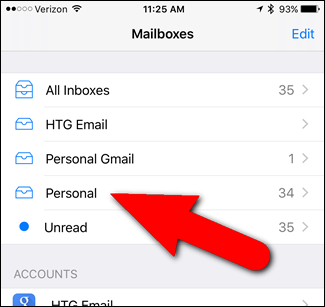 Verizon 11:25 AM 93%
Mailboxes Edit
All Inboxes 35
HTG Email
Personal Gmail 1
Personal 34
Unread 35
ACCOUNTS
HTG Email